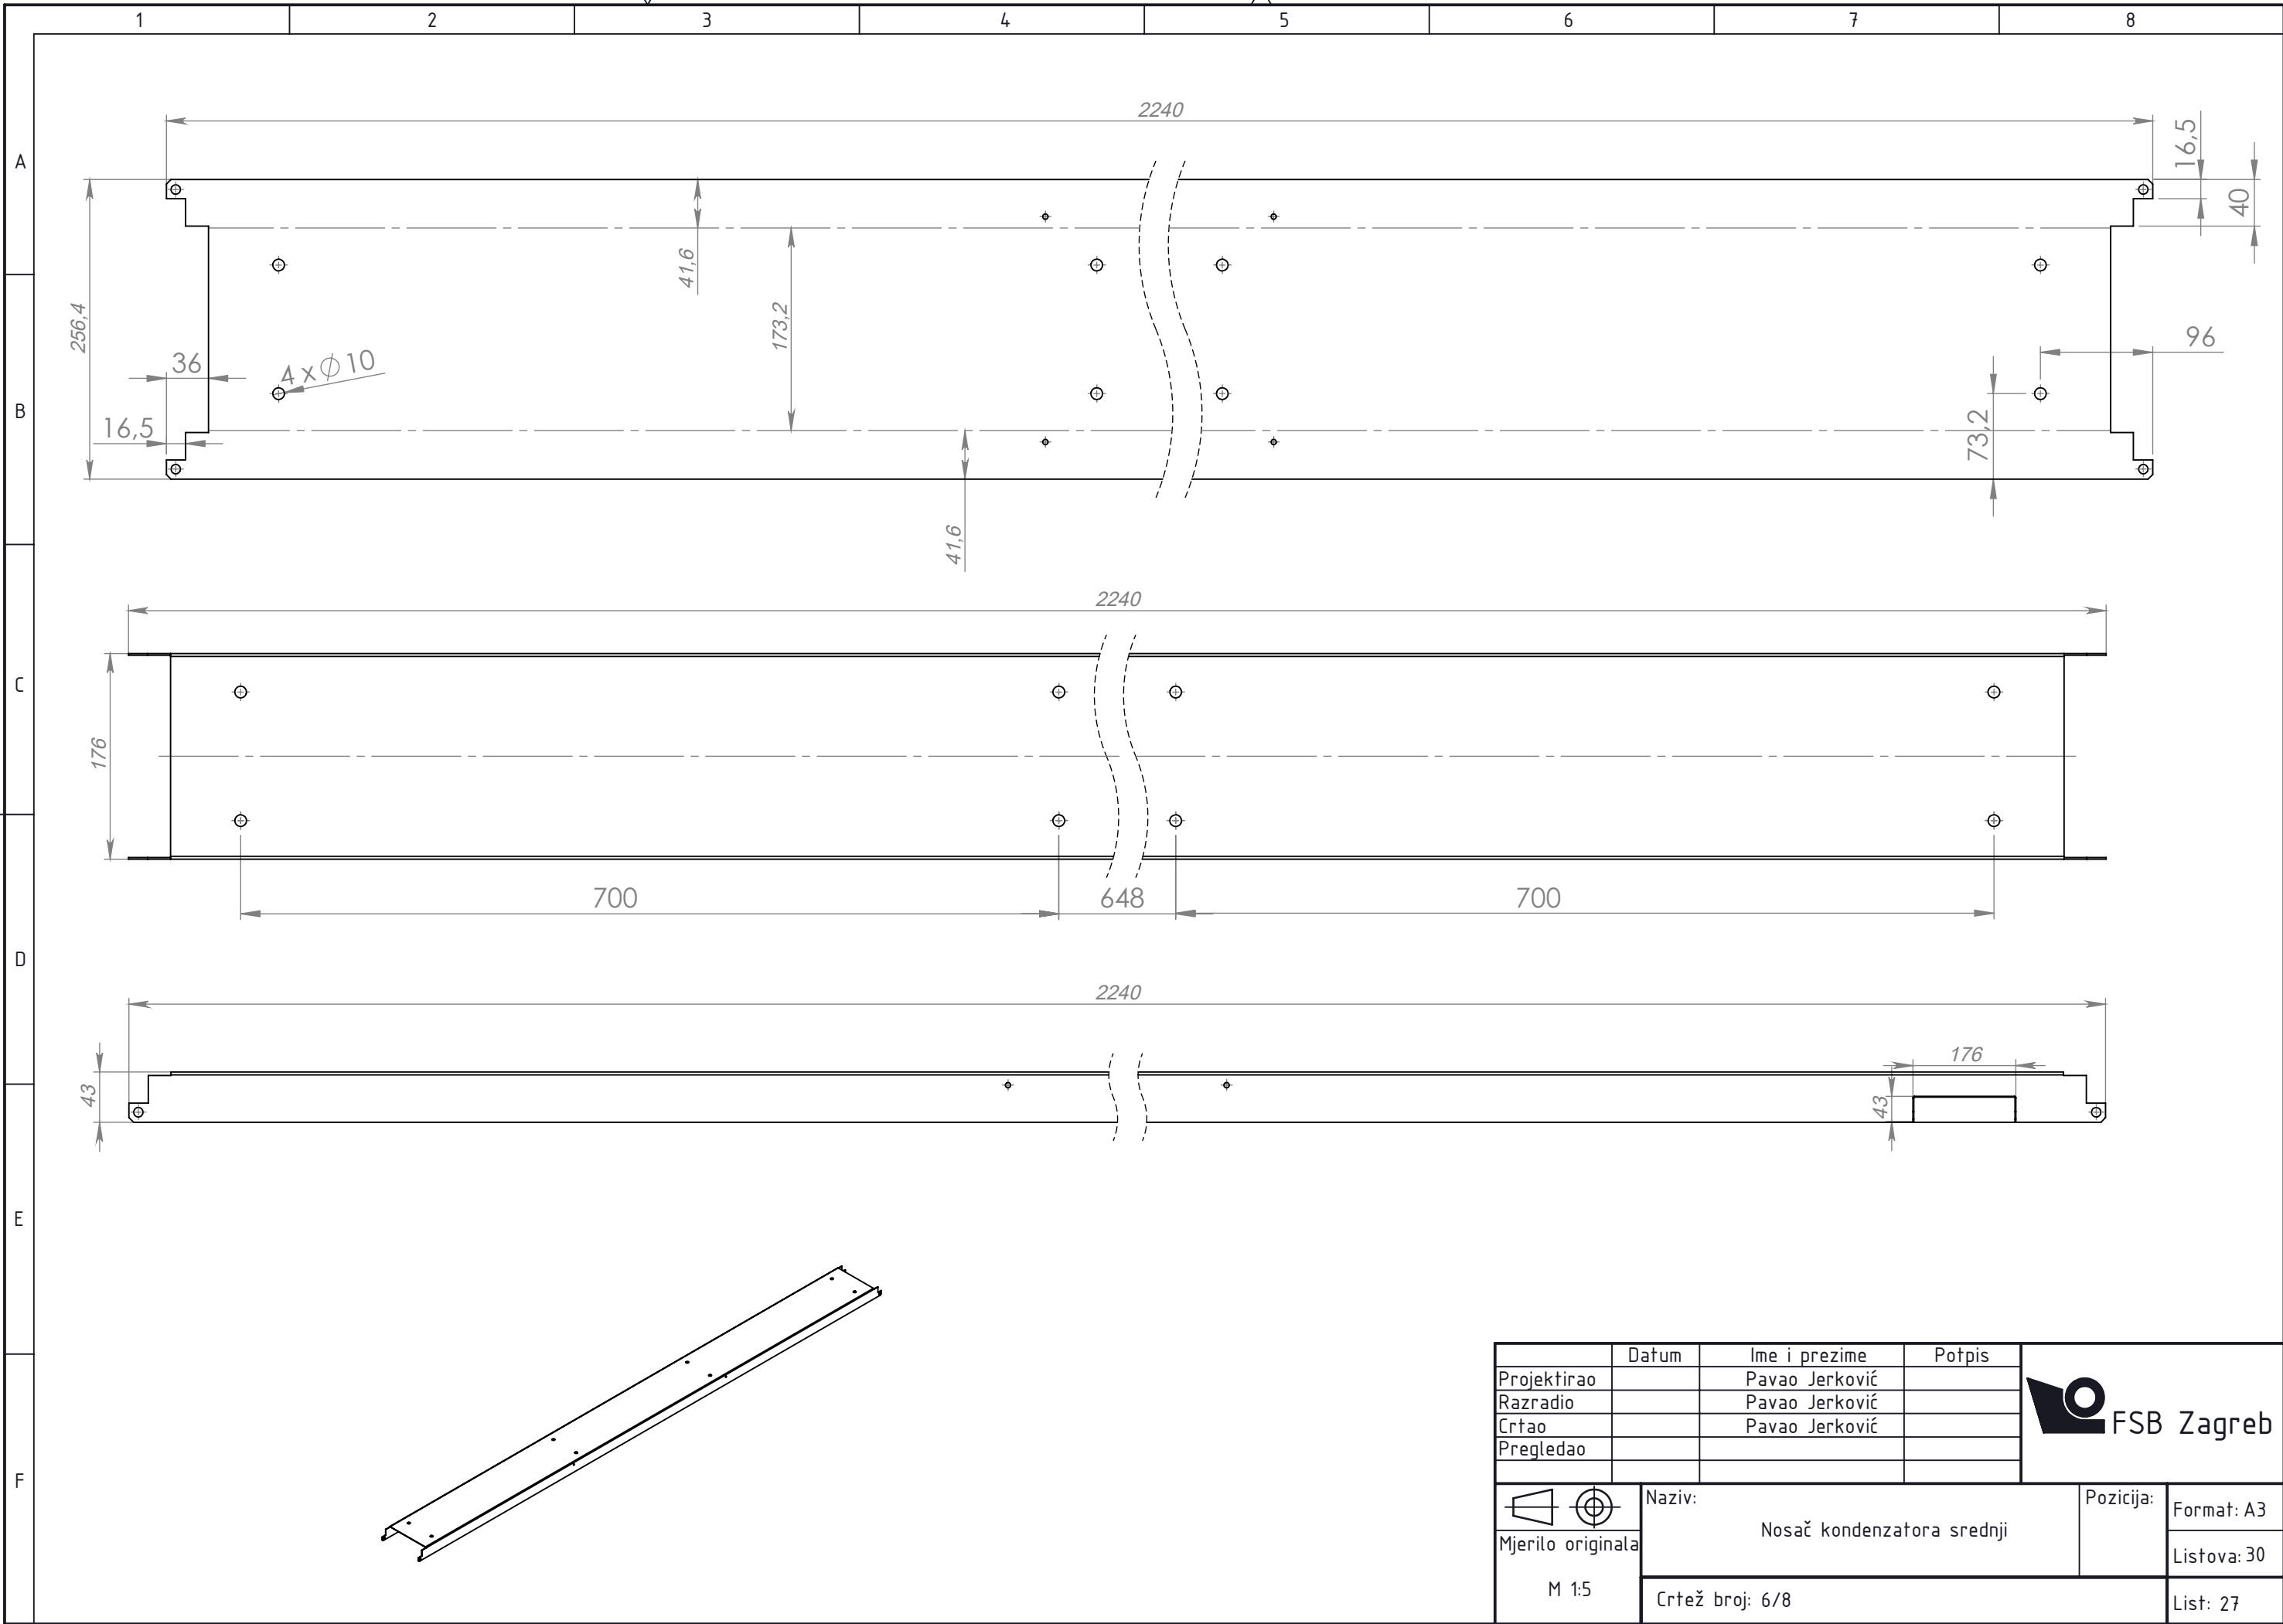 1 2 3 4 5 6 7 8
A
B
C
D
E
F
2240
16,5
40
256,4
41,6
173,2
36
4 x ∅ 10
16,5
96
73,2
41,6
2240
176
700 648 700
2240
43
176
43
Datum Ime i prezime Potpis
Projektirao Pavao Jerković
Razradio Pavao Jerković
Crtao Pavao Jerković
Pregledao
FSB Zagreb
Naziv:
Nosač kondenzatora srednji
Pozicija:
Format: A3
Mjerilo originala
M 1:5
Listova: 30
Crtež broj: 6/8
List: 27